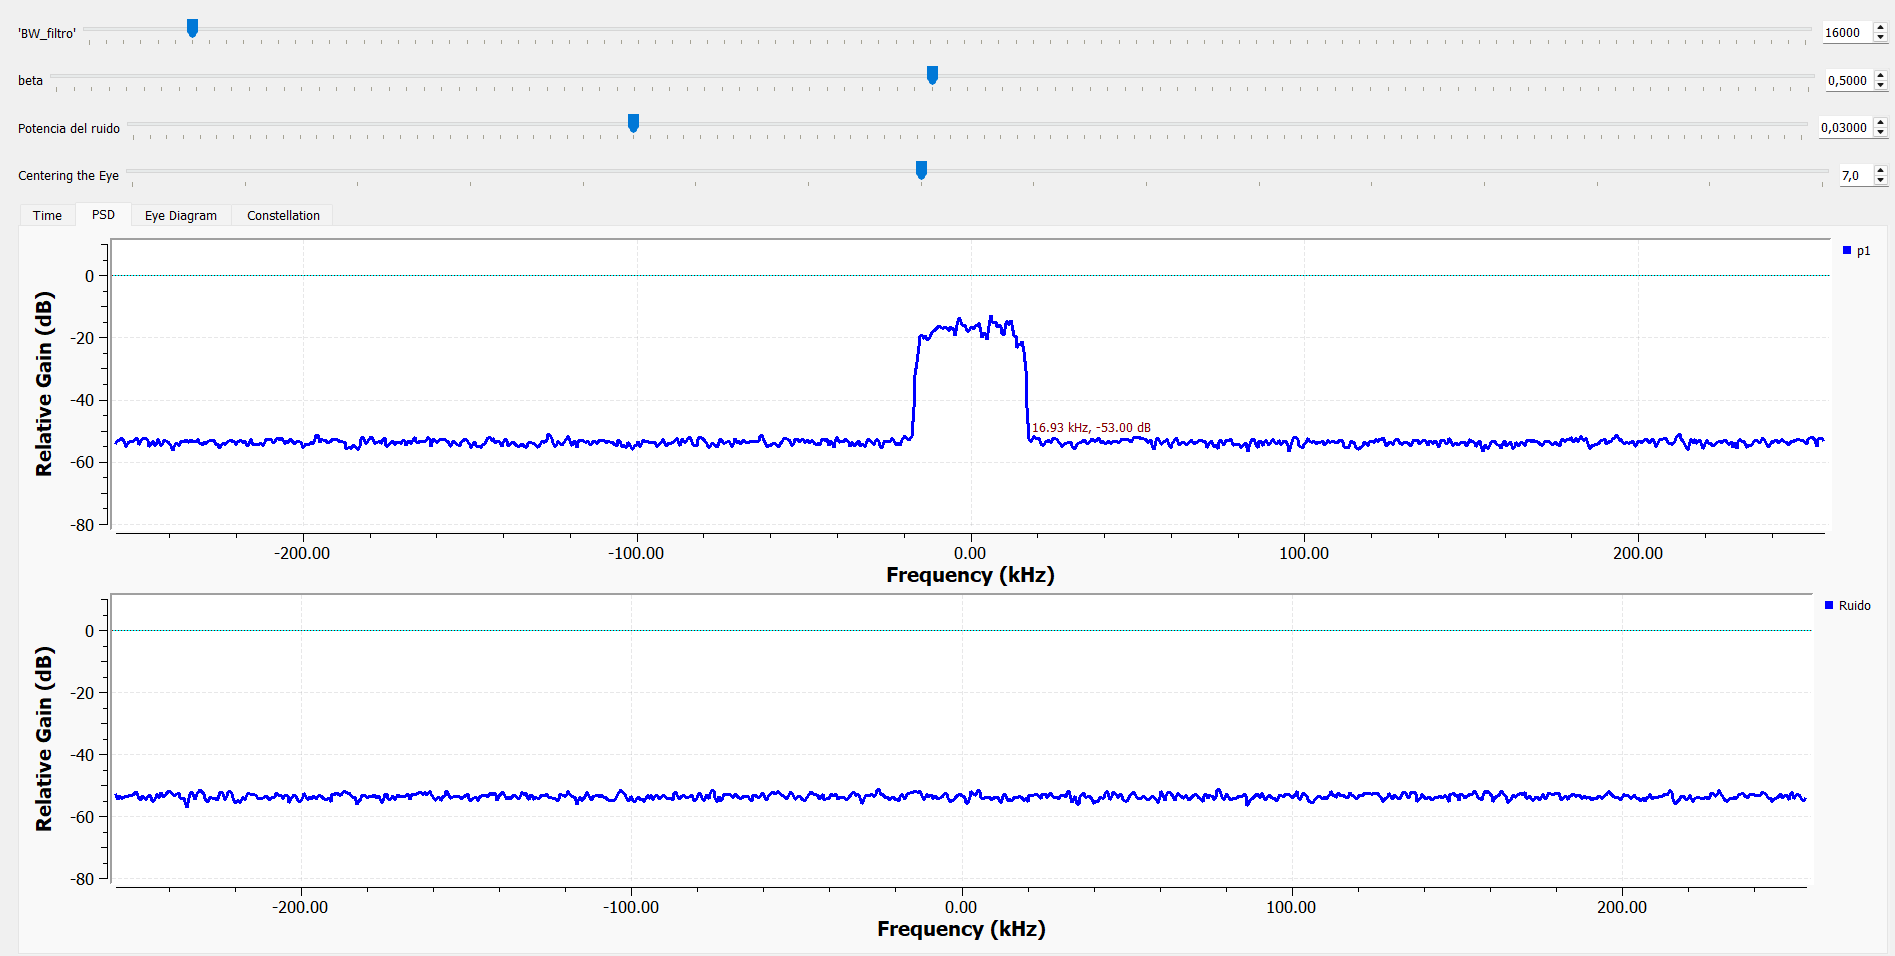 'BW_filtro' 16000
beta 0,5000
Potencia del ruido 0,03000
Centering the Eye 7,0
Time PSD Eye Diagram Constellation
p1
Relative Gain (dB)
0
-20
-40
-60
-80
16.93 kHz, -53.00 dB
-200.00 -100.00 0.00 100.00 200.00
Frequency (kHz)
Ruido
Relative Gain (dB)
0
-20
-40
-60
-80
-200.00 -100.00 0.00 100.00 200.00
Frequency (kHz)